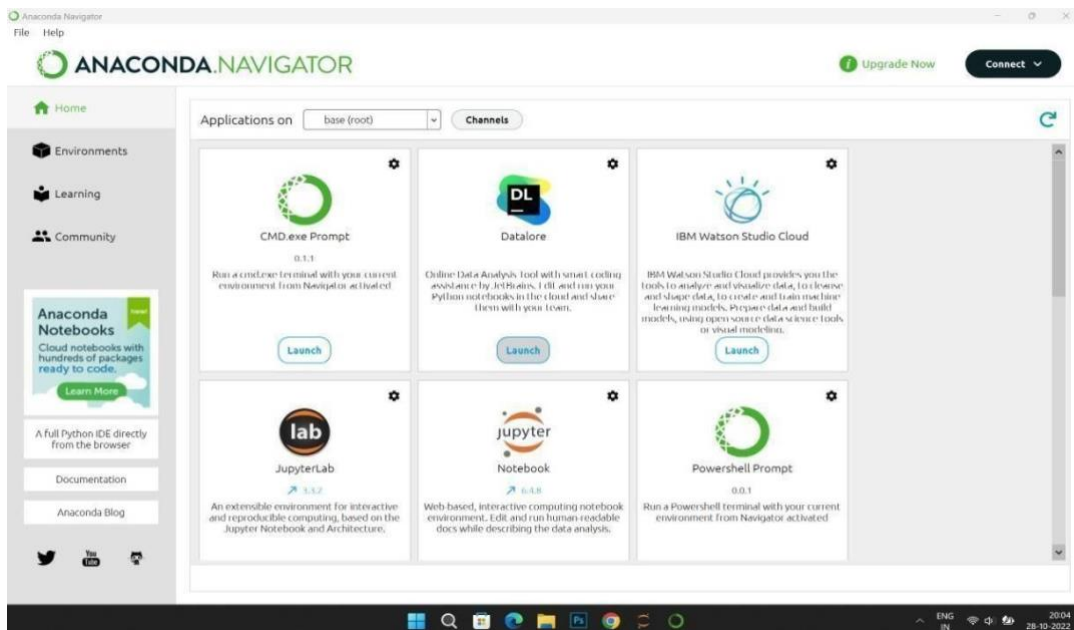 Anaconda Navigator
File Help
ANACONDA.NAVIGATOR
Upgrade Now
Connect
Home
Environments
Learning
Community
Anaconda
Notebooks
Cloud notebooks with
hundreds of packages
ready to code.
Learn More
A full Python IDE directly
from the browser
Documentation
Anaconda Blog
You
Tube
Applications on base (root) Channels
CMD.exe Prompt
0.1.1
Run a cmd.exe terminal with your current
environment from Navigator activated
Launch
DL
Datalore
Online Data Analysis Tool with smart coding
assistance by JetBrains. Edit and run your
Python notebooks in the cloud and share
them with your team.
Launch
IBM Watson Studio Cloud
IBM Watson Studio Cloud provides you the
tools to analyze and visualize data, to cleanse
and shape data, to create and train machine
learning models. Prepare data and build
models, using open source data science tools
or visual modeling.
Launch
lab
JupyterLab
3.3.2
An extensible environment for interactive
and reproducible computing, based on the
Jupyter Notebook and Architecture.
jupyter
Notebook
6.4.8
Web-based, interactive computing notebook
environment. Edit and run human-readable
docs while describing the data analysis.
Powershell Prompt
0.0.1
Run a Powershell terminal with your current
environment from Navigator activated
Ps
ENG
IN
20:04
28-10-2022